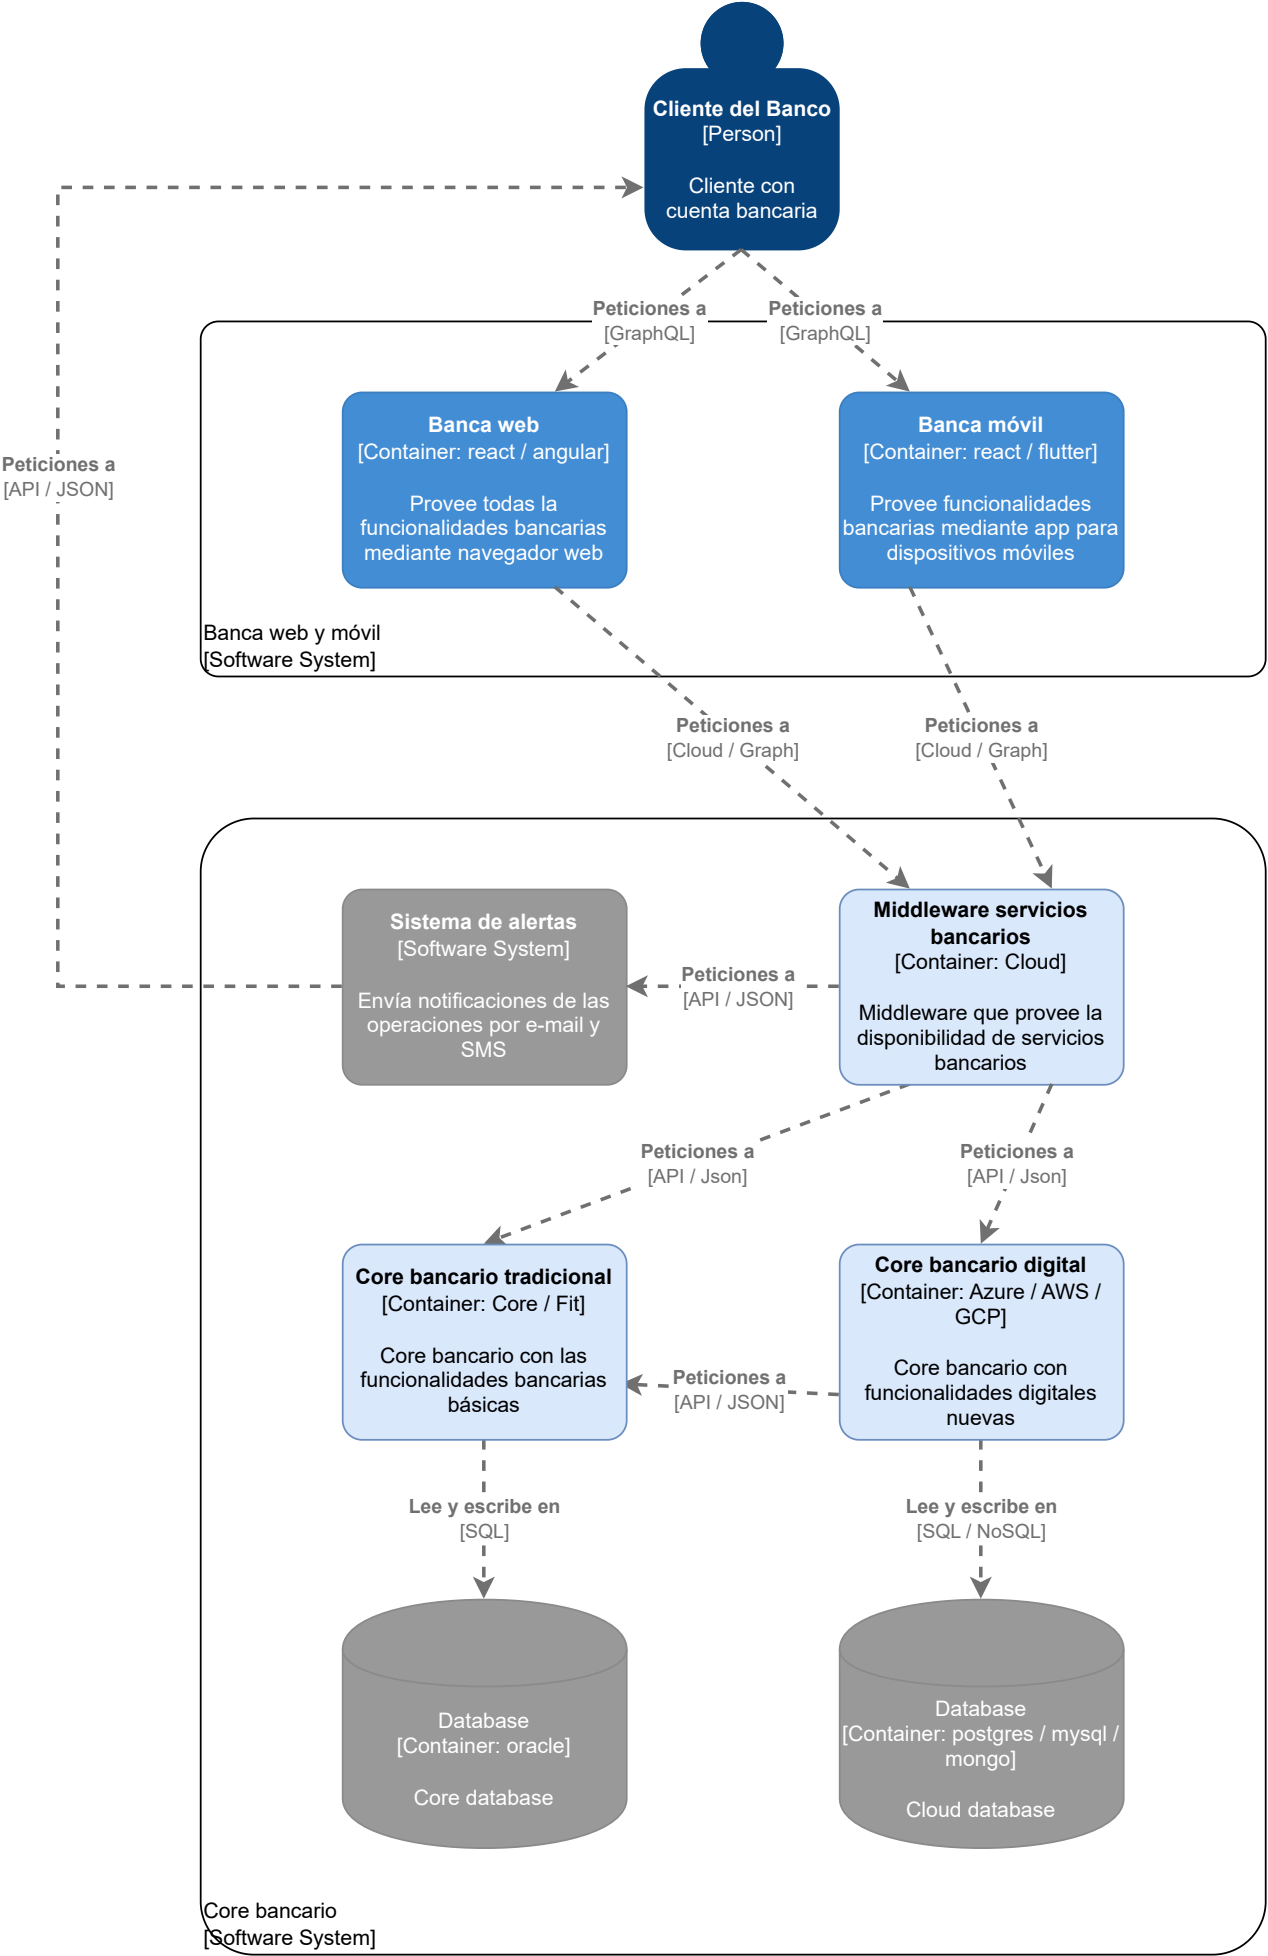 Cliente del Banco
[Person]
Cliente con
cuenta bancaria
Peticiones a
[GraphQL]
Peticiones a
[GraphQL]
Banca web
[Container: react / angular]
Provee todas la
funcionalidades bancarias
mediante navegador web
Banca móvil
[Container: react / flutter]
Provee funcionalidades
bancarias mediante app para
dispositivos móviles
Peticiones a
[API / JSON]
Banca web y móvil
[Software System]
Peticiones a
[Cloud / Graph]
Peticiones a
[Cloud / Graph]
Sistema de alertas
[Software System]
Envía notificaciones de las
operaciones por e-mail y
SMS
Peticiones a
[API / JSON]
Middleware servicios
bancarios
[Container: Cloud]
Middleware que provee la
disponibilidad de servicios
bancarios
Peticiones a
[API / Json]
Peticiones a
[API / Json]
Core bancario tradicional
[Container: Core / Fit]
Core bancario con las
funcionalidades bancarias
básicas
Peticiones a
[API / JSON]
Core bancario digital
[Container: Azure / AWS /
GCP]
Core bancario con
funcionalidades digitales
nuevas
Lee y escribe en
[SQL]
Lee y escribe en
[SQL / NoSQL]
Database
[Container: oracle]
Core database
Database
[Container: postgres / mysql /
mongo]
Cloud database
Core bancario
[Software System]